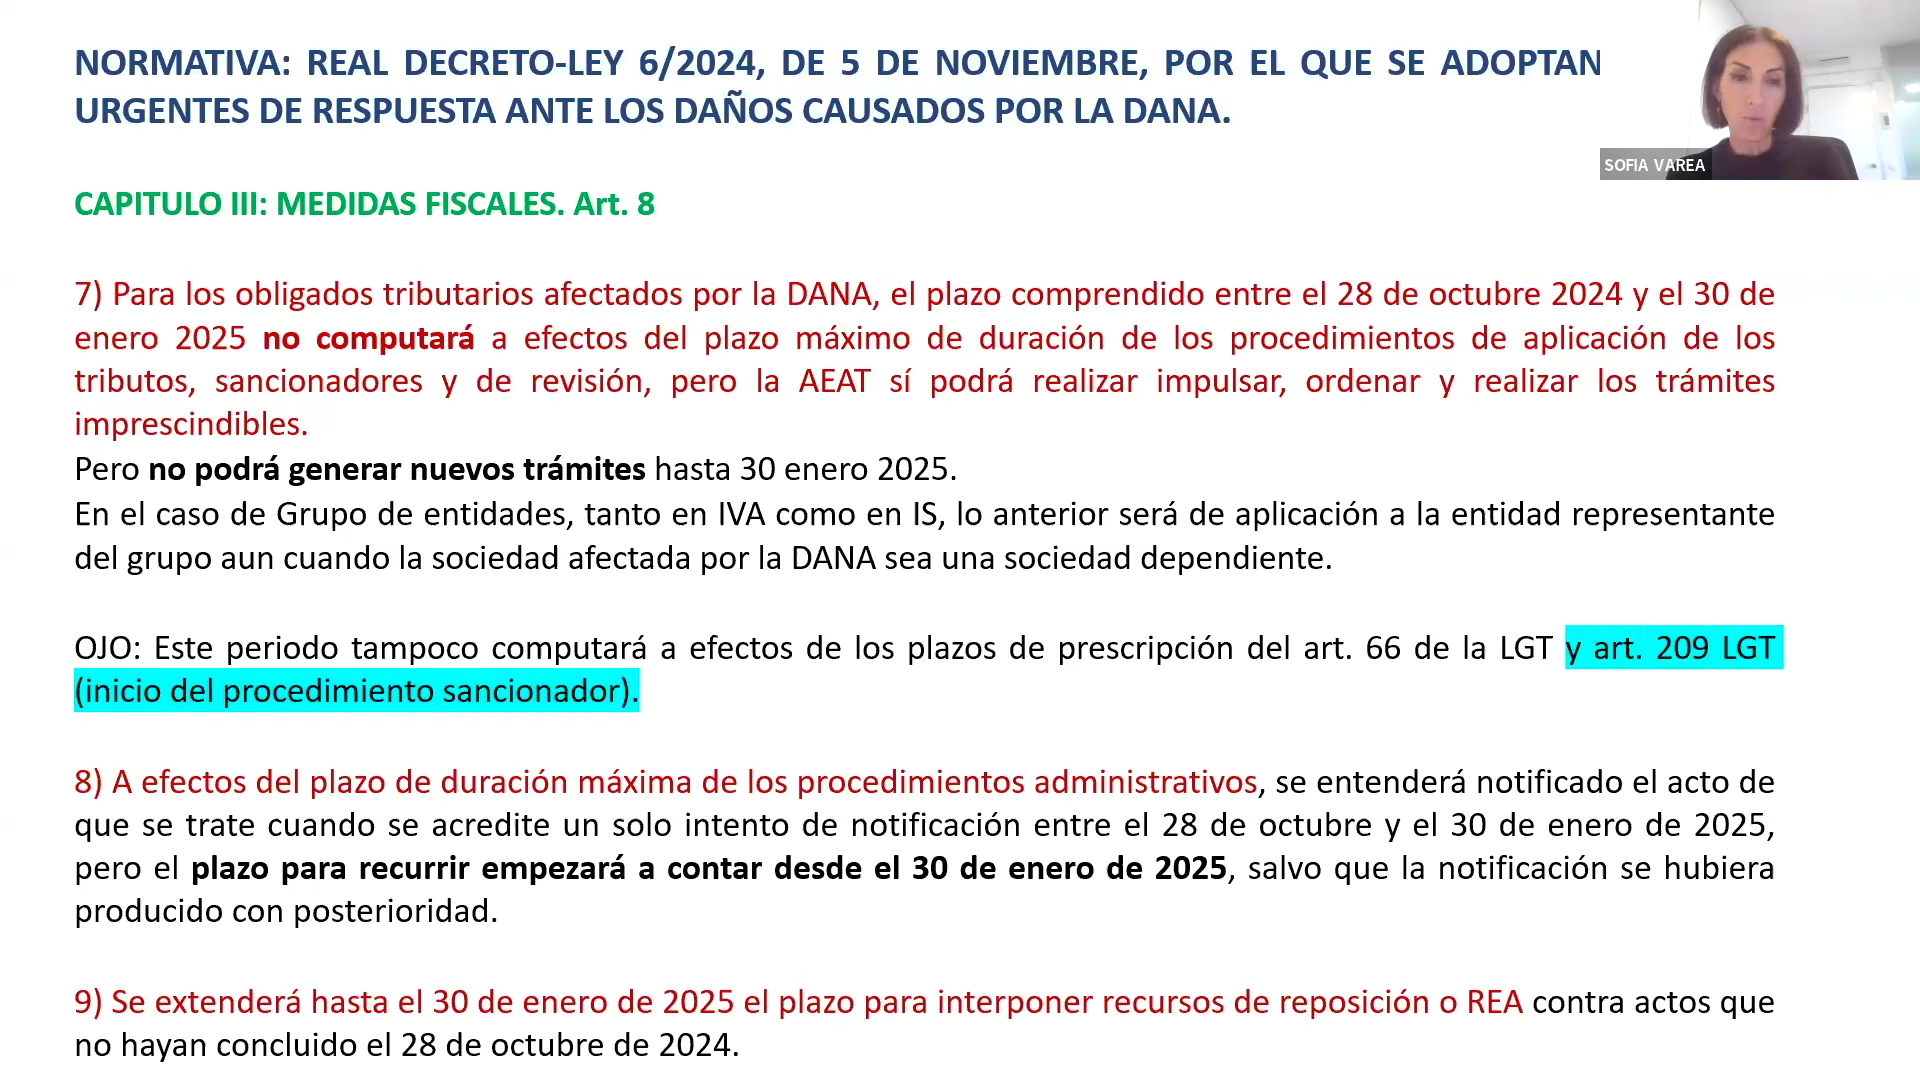 NORMATIVA: REAL DECRETO-LEY 6/2024, DE 5 DE NOVIEMBRE, POR EL QUE SE ADOPTAN
URGENTES DE RESPUESTA ANTE LOS DAÑOS CAUSADOS POR LA DANA.
SOFIA VAREA
CAPITULO III: MEDIDAS FISCALES. Art. 8
7) Para los obligados tributarios afectados por la DANA, el plazo comprendido entre el 28 de octubre 2024 y el 30 de
enero 2025 no computará a efectos del plazo máximo de duración de los procedimientos de aplicación de los
tributos, sancionadores y de revisión, pero la AEAT sí podrá realizar impulsar, ordenar y realizar los trámites
imprescindibles.
Pero no podrá generar nuevos trámites hasta 30 enero 2025.
En el caso de Grupo de entidades, tanto en IVA como en IS, lo anterior será de aplicación a la entidad representante
del grupo aun cuando la sociedad afectada por la DANA sea una sociedad dependiente.
OJO: Este periodo tampoco computará a efectos de los plazos de prescripción del art. 66 de la LGT y art. 209 LGT
(inicio del procedimiento sancionador).
8) A efectos del plazo de duración máxima de los procedimientos administrativos, se entenderá notificado el acto de
que se trate cuando se acredite un solo intento de notificación entre el 28 de octubre y el 30 de enero de 2025,
pero el plazo para recurrir empezará a contar desde el 30 de enero de 2025, salvo que la notificación se hubiera
producido con posterioridad.
9) Se extenderá hasta el 30 de enero de 2025 el plazo para interponer recursos de reposición o REA contra actos que
no hayan concluido el 28 de octubre de 2024.